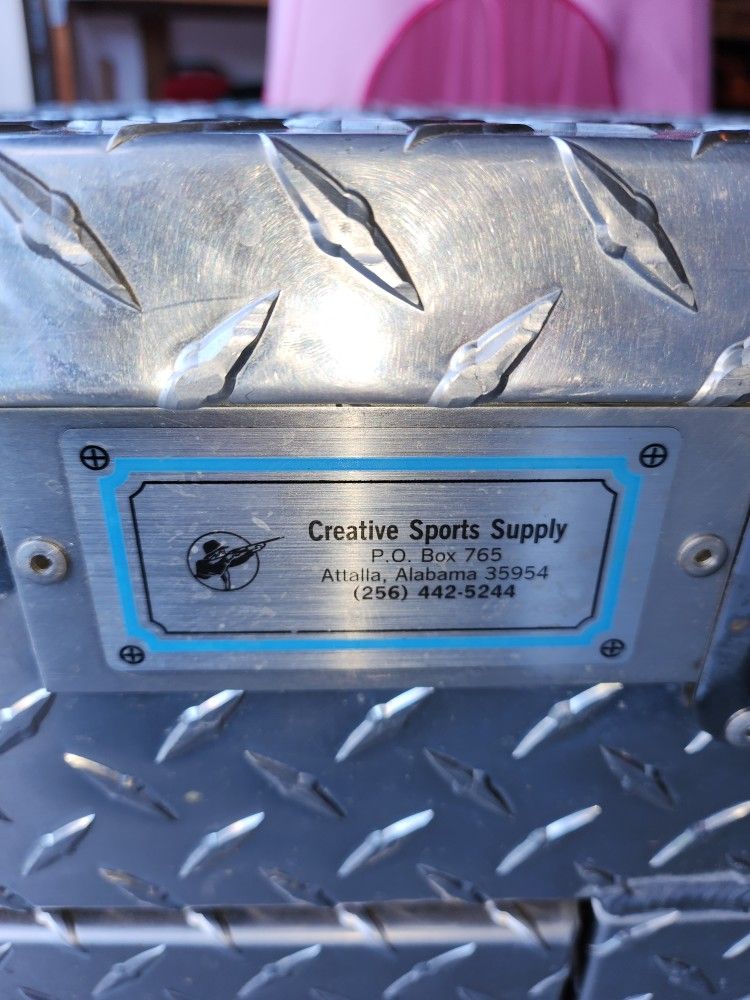 Creative Sports Supply
P.O. Box 765
Attalla, Alabama 35954
(256) 442-5244